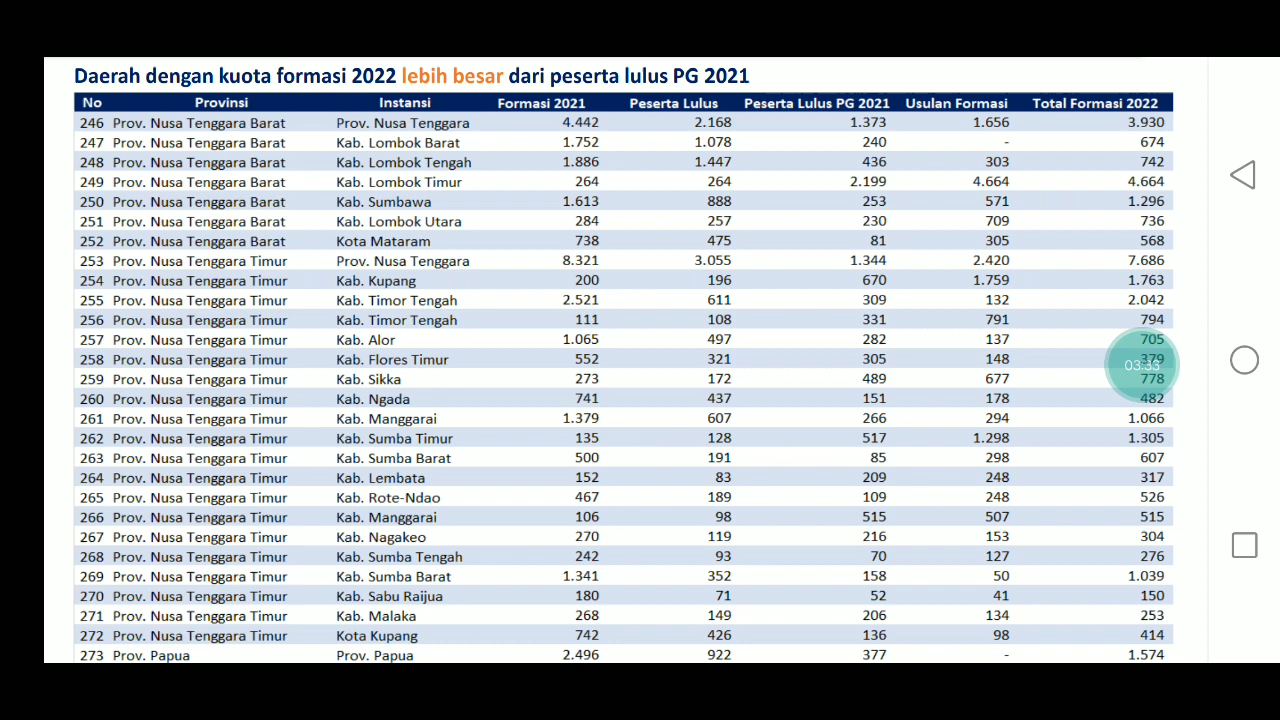 Daerah dengan kuota formasi 2022 lebih besar dari peserta lulus PG 2021
No Provinsi Instansi Formasi 2021 Peserta Lulus Peserta Lulus PG 2021 Usulan Formasi Total Formasi 2022
246 Prov. Nusa Tenggara Barat Prov. Nusa Tenggara 4.442 2.168 1.373 1.656 3.930
247 Prov. Nusa Tenggara Barat Kab. Lombok Barat 1.752 1.078 240 - 674
248 Prov. Nusa Tenggara Barat Kab. Lombok Tengah 1.886 1.447 436 303 742
249 Prov. Nusa Tenggara Barat Kab. Lombok Timur 264 264 2.199 4.664 4.664
250 Prov. Nusa Tenggara Barat Kab. Sumbawa 1.613 888 253 571 1.296
251 Prov. Nusa Tenggara Barat Kab. Lombok Utara 284 257 230 709 736
252 Prov. Nusa Tenggara Barat Kota Mataram 738 475 81 305 568
253 Prov. Nusa Tenggara Timur Prov. Nusa Tenggara 8.321 3.055 1.344 2.420 7.686
254 Prov. Nusa Tenggara Timur Kab. Kupang 200 196 670 1.759 1.763
255 Prov. Nusa Tenggara Timur Kab. Timor Tengah 2.521 611 309 132 2.042
256 Prov. Nusa Tenggara Timur Kab. Timor Tengah 111 108 331 791 794
257 Prov. Nusa Tenggara Timur Kab. Alor 1.065 497 282 137 705
258 Prov. Nusa Tenggara Timur Kab. Flores Timur 552 321 305 148 379
03:33
259 Prov. Nusa Tenggara Timur Kab. Sikka 273 172 489 677 778
260 Prov. Nusa Tenggara Timur Kab. Ngada 741 437 151 178 482
261 Prov. Nusa Tenggara Timur Kab. Manggarai 1.379 607 266 294 1.066
262 Prov. Nusa Tenggara Timur Kab. Sumba Timur 135 128 517 1.298 1.305
263 Prov. Nusa Tenggara Timur Kab. Sumba Barat 500 191 85 298 607
264 Prov. Nusa Tenggara Timur Kab. Lembata 152 83 209 248 317
265 Prov. Nusa Tenggara Timur Kab. Rote-Ndao 467 189 109 248 526
266 Prov. Nusa Tenggara Timur Kab. Manggarai 106 98 515 507 515
267 Prov. Nusa Tenggara Timur Kab. Nagakeo 270 119 216 153 304
268 Prov. Nusa Tenggara Timur Kab. Sumba Tengah 242 93 70 127 276
269 Prov. Nusa Tenggara Timur Kab. Sumba Barat 1.341 352 158 50 1.039
270 Prov. Nusa Tenggara Timur Kab. Sabu Raijua 180 71 52 41 150
271 Prov. Nusa Tenggara Timur Kab. Malaka 268 149 206 134 253
272 Prov. Nusa Tenggara Timur Kota Kupang 742 426 136 98 414
273 Prov. Papua Prov. Papua 2.496 922 377 - 1.574